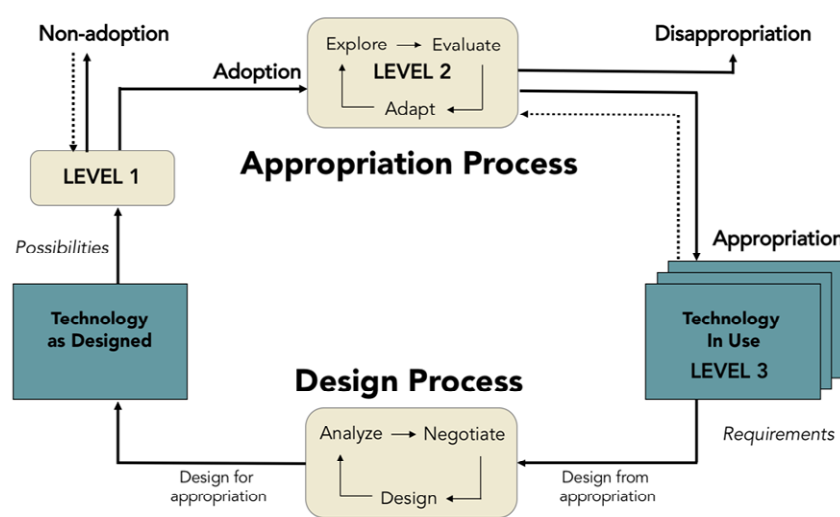 Non-adoption
Disappropriation
Explore
Evaluate
Adoption
LEVEL 2
Adapt
Appropriation Process
LEVEL 1
Appropriation
Possibilities
Technology
as Designed
Technology
In Use
LEVEL 3
Design Process
Analyze
Negotiate
Requirements
Design
Design for
appropriation
Design from
appropriation